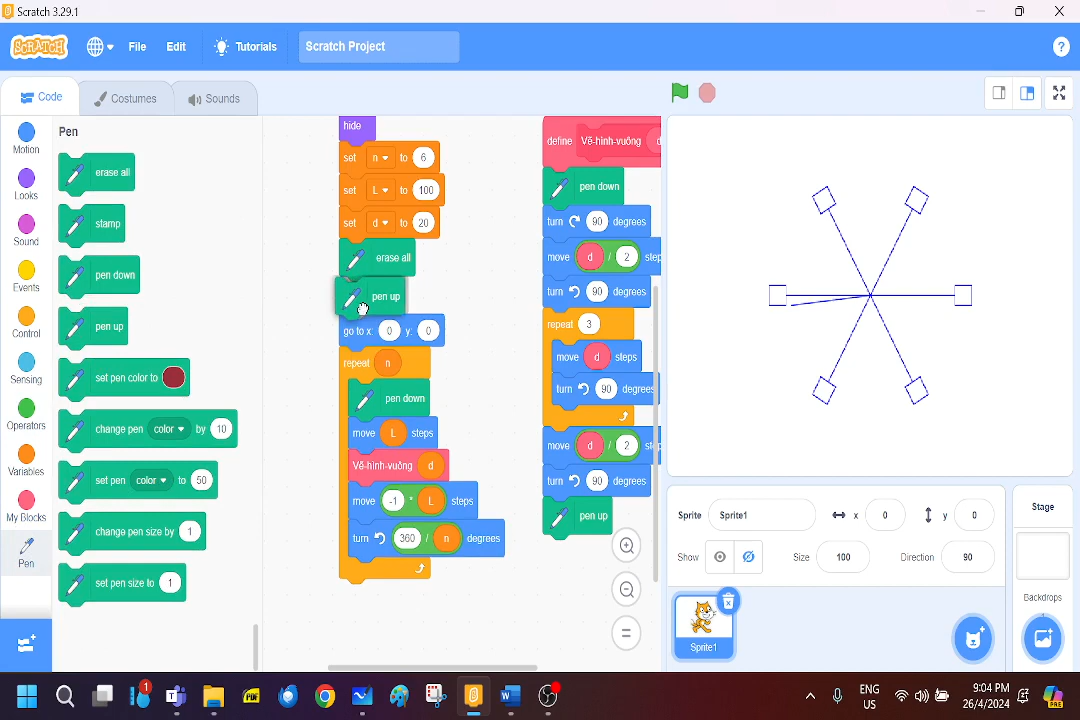 Scratch 3.29.1
SCRATCH File Edit Tutorials Scratch Project
Code Costumes Sounds
Motion
Looks
Sound
Events
Control
Sensing
Operators
Variables
My Blocks
Pen
Pen
erase all
stamp
pen down
pen up
set pen color to
change pen color by 10
set pen color to 50
change pen size by 1
set pen size to 1
hide
set n to 6
set L to 100
set d to 20
erase all
pen up
go to x: 0 y: 0
repeat n
pen down
move L steps
Vẽ-hình-vuông d
move -1 * L steps
turn 360 / n degrees
define Vẽ-hình-vuông d
pen down
turn 90 degrees
move d / 2 step
turn 90 degrees
repeat 3
move d steps
turn 90 degrees
move d / 2 ste
turn 90 degrees
pen up
Sprite Sprite1 x 0 y 0
Show Size 100 Direction 90
Sprite1
Stage
Backdrops
1
1
PDF
ENG
US
9:04 PM
26/4/2024
PRE